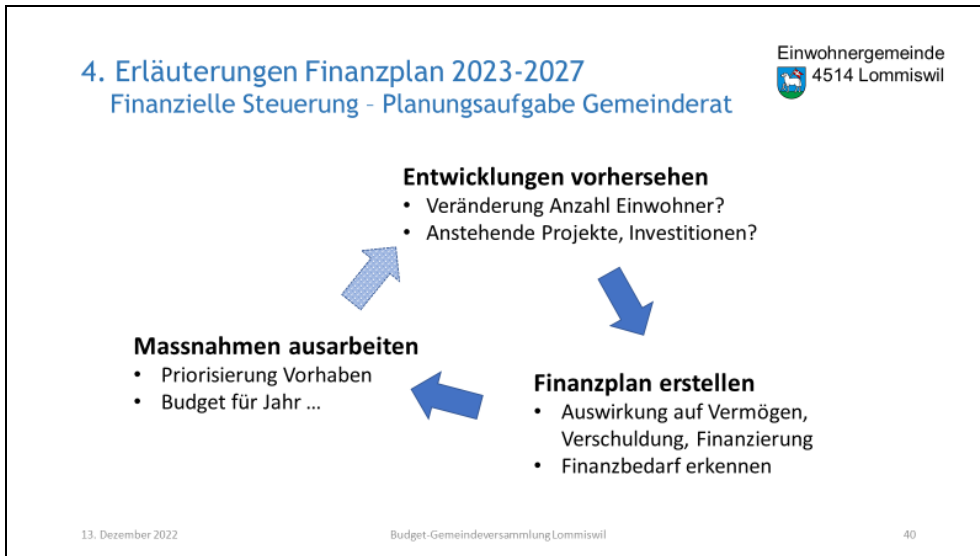 4. Erläuterungen Finanzplan 2023-2027
Finanzielle Steuerung – Planungsaufgabe Gemeinderat
Einwohnergemeinde
4514 Lommiswil
Entwicklungen vorhersehen
• Veränderung Anzahl Einwohner?
• Anstehende Projekte, Investitionen?
Massnahmen ausarbeiten
• Priorisierung Vorhaben
• Budget für Jahr ...
Finanzplan erstellen
• Auswirkung auf Vermögen,
Verschuldung, Finanzierung
• Finanzbedarf erkennen
13. Dezember 2022
Budget-Gemeindeversammlung Lommiswil
40